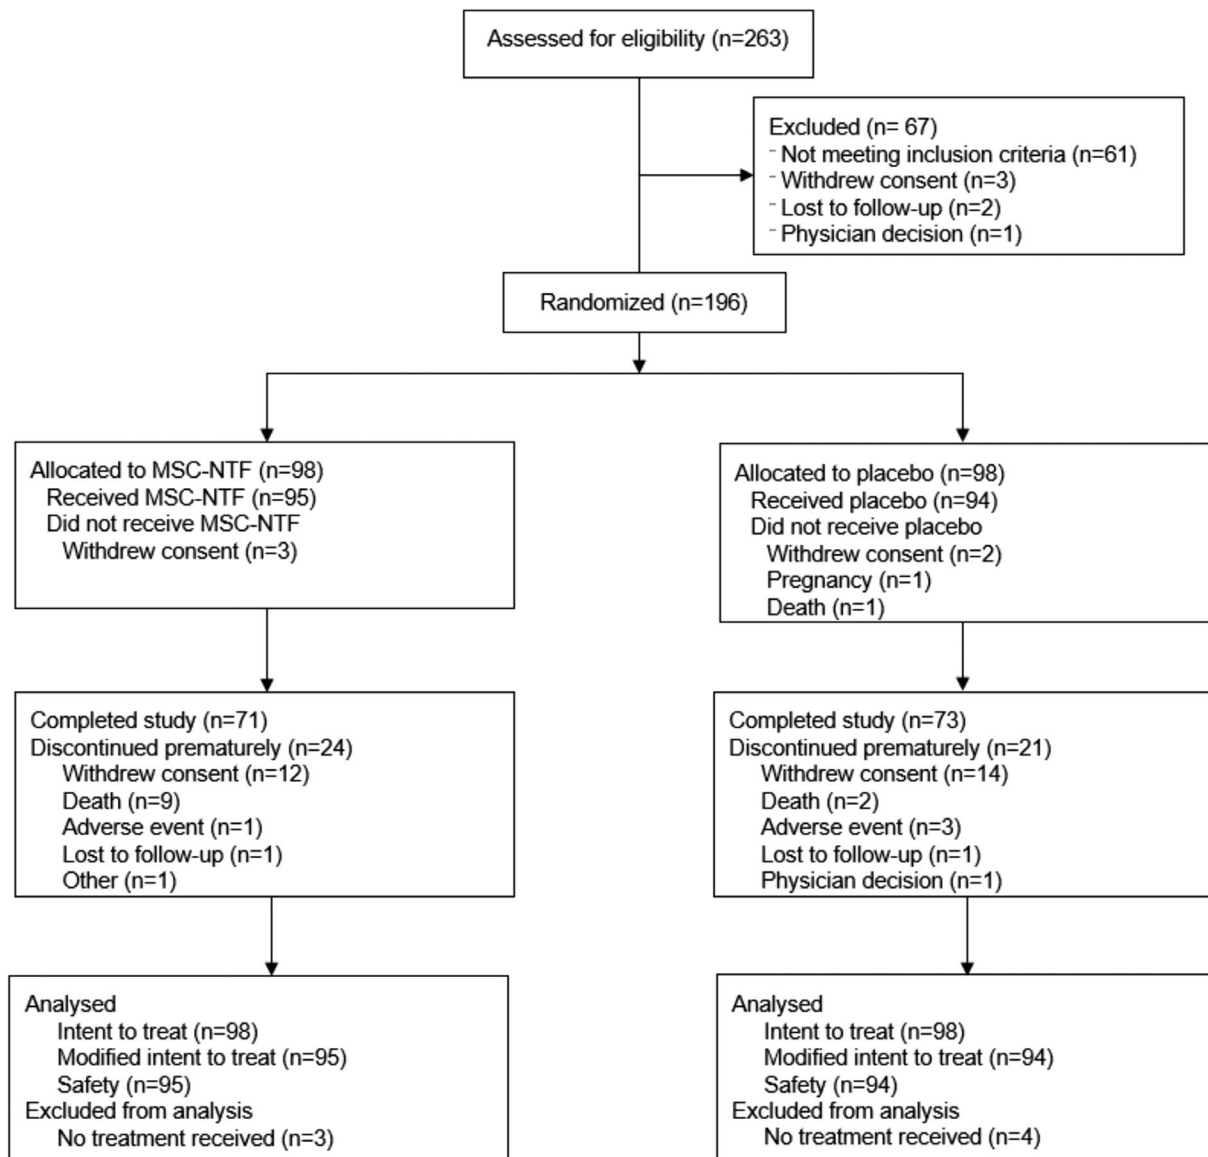 Assessed for eligibility (n=263)
Excluded (n= 67)
¨ Not meeting inclusion criteria (n=61)
¨ Withdrew consent (n=3)
¨ Lost to follow-up (n=2)
¨ Physician decision (n=1)
Randomized (n=196)
Allocated to MSC-NTF (n=98)
Received MSC-NTF (n=95)
Did not receive MSC-NTF
Withdrew consent (n=3)
Allocated to placebo (n=98)
Received placebo (n=94)
Did not receive placebo
Withdrew consent (n=2)
Pregnancy (n=1)
Death (n=1)
Completed study (n=71)
Discontinued prematurely (n=24)
Withdrew consent (n=12)
Death (n=9)
Adverse event (n=1)
Lost to follow-up (n=1)
Other (n=1)
Completed study (n=73)
Discontinued prematurely (n=21)
Withdrew consent (n=14)
Death (n=2)
Adverse event (n=3)
Lost to follow-up (n=1)
Physician decision (n=1)
Analysed
Intent to treat (n=98)
Modified intent to treat (n=95)
Safety (n=95)
Excluded from analysis
No treatment received (n=3)
Analysed
Intent to treat (n=98)
Modified intent to treat (n=94)
Safety (n=94)
Excluded from analysis
No treatment received (n=4)